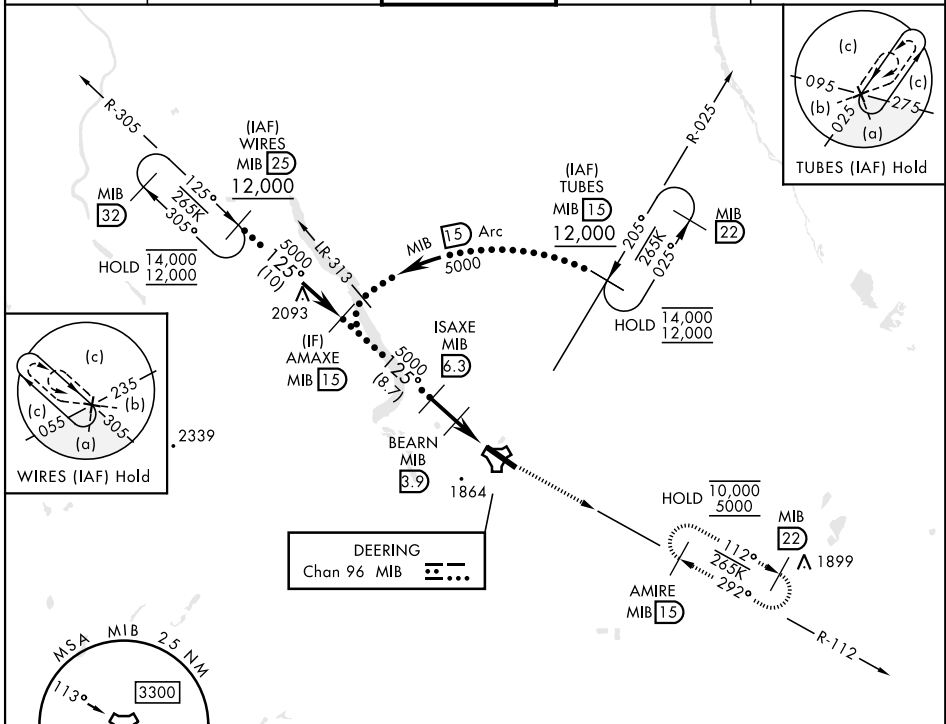 R-305
(IAF)
WIRES
MIB 25
12,000
MIB
32
125°
265K
305°
HOLD 14,000
12,000
5000
125°
(10)
2093
LR-313
MIB 15 Arc
5000
(IAF)
TUBES
MIB 15
12,000
R-025
205°
265K
025°
MIB
22
HOLD 14,000
12,000
(c)
095
(b)
025
(a)
275
(c)
TUBES (IAF) Hold
(IF)
AMAXE
MIB 15
5000
125°
(8.7)
ISAXE
MIB
6.3
BEARN
MIB
3.9
1864
(c)
235
(b)
305
(c)
055
(a)
WIRES (IAF) Hold
2339
DEERING
Chan 96 MIB
HOLD 10,000
5000
MIB
22
1899
112°
265K
292°
AMIRE
MIB 15
R-112
MSA MIB 25 NM
113°
3300